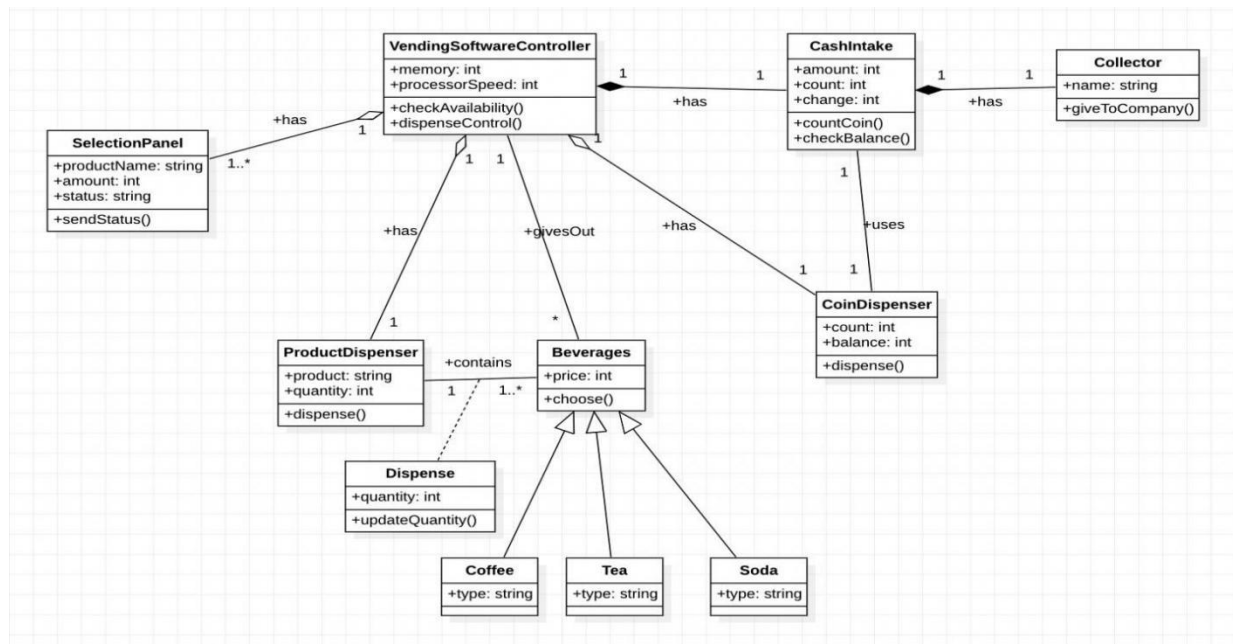 VendingSoftwareController
+memory: int
+processorSpeed: int
+checkAvailability()
+dispenseControl()
1
+has
1
CashIntake
+amount: int
+count: int
+change: int
+countCoin()
+checkBalance()
1
+has
1
Collector
+name: string
+giveToCompany()
SelectionPanel
+productName: string
+amount: int
+status: string
+sendStatus()
+has
1
1..*
1
+has
1
1
+givesOut
*
1
+has
1
1
+uses
1
CoinDispenser
+count: int
+balance: int
+dispense()
ProductDispenser
+product: string
+quantity: int
+dispense()
+contains
1
1..*
Beverages
+price: int
+choose()
Dispense
+quantity: int
+updateQuantity()
Coffee
+type: string
Tea
+type: string
Soda
+type: string